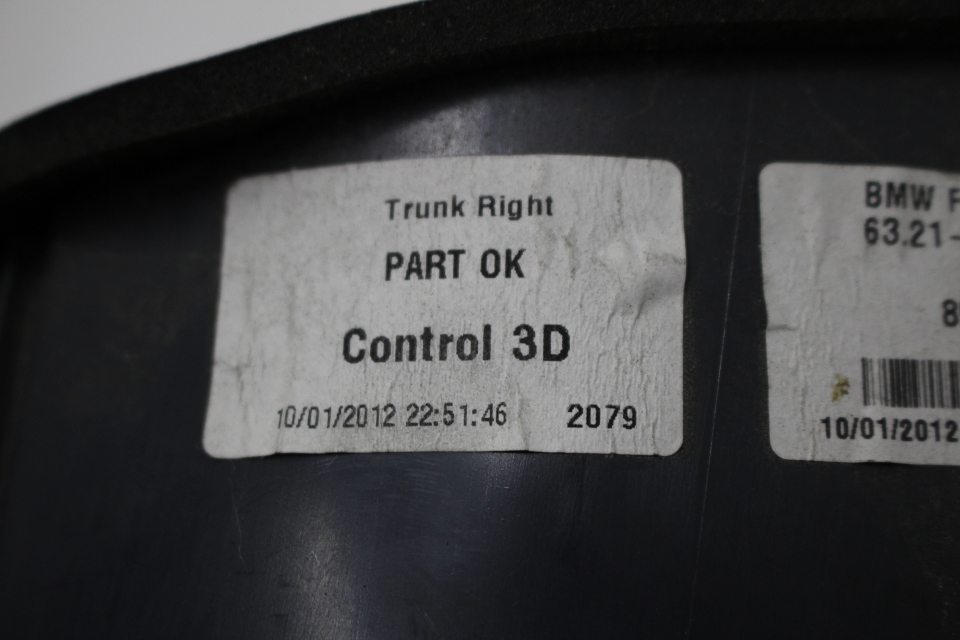 Trunk Right
PART OK
Control 3D
10/01/2012 22:51:46 2079
BMW
63.21-
10/01/2012